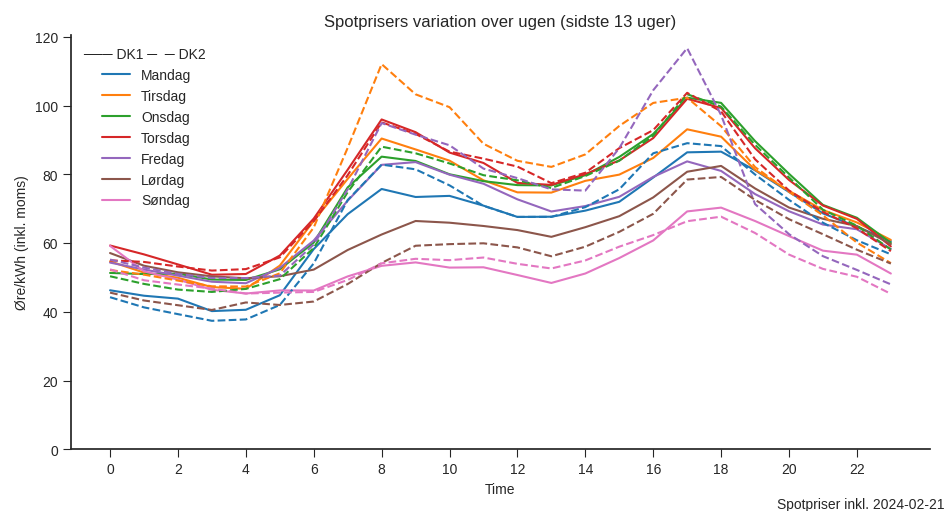 Spotprisers variation over ugen (sidste 13 uger)
Øre/kWh (inkl. moms)
120
100
80
60
40
20
0
DK1 DK2
Mandag
Tirsdag
Onsdag
Torsdag
Fredag
Lørdag
Søndag
0 2 4 6 8 10 12 14 16 18 20 22
Time
Spotpriser inkl. 2024-02-21